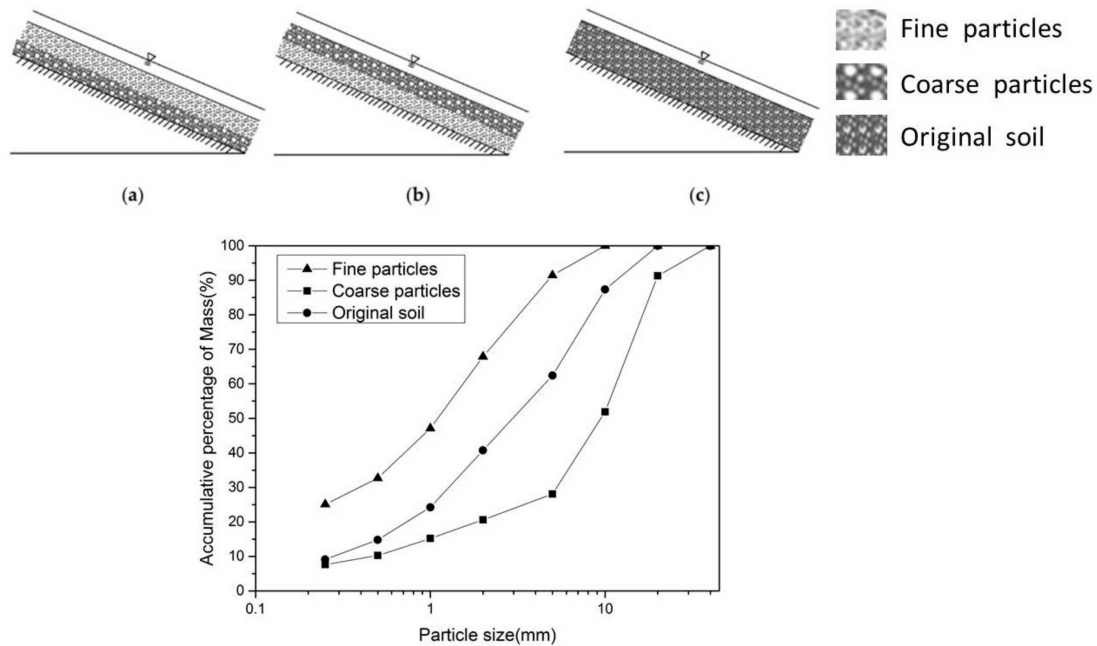 Fine particles
Coarse particles
Original soil
(a)
(b)
(c)
Accumulative percentage of Mass(%)
100
90
80
70
60
50
40
30
20
10
0
Fine particles
Coarse particles
Original soil
0.1
1
10
Particle size(mm)